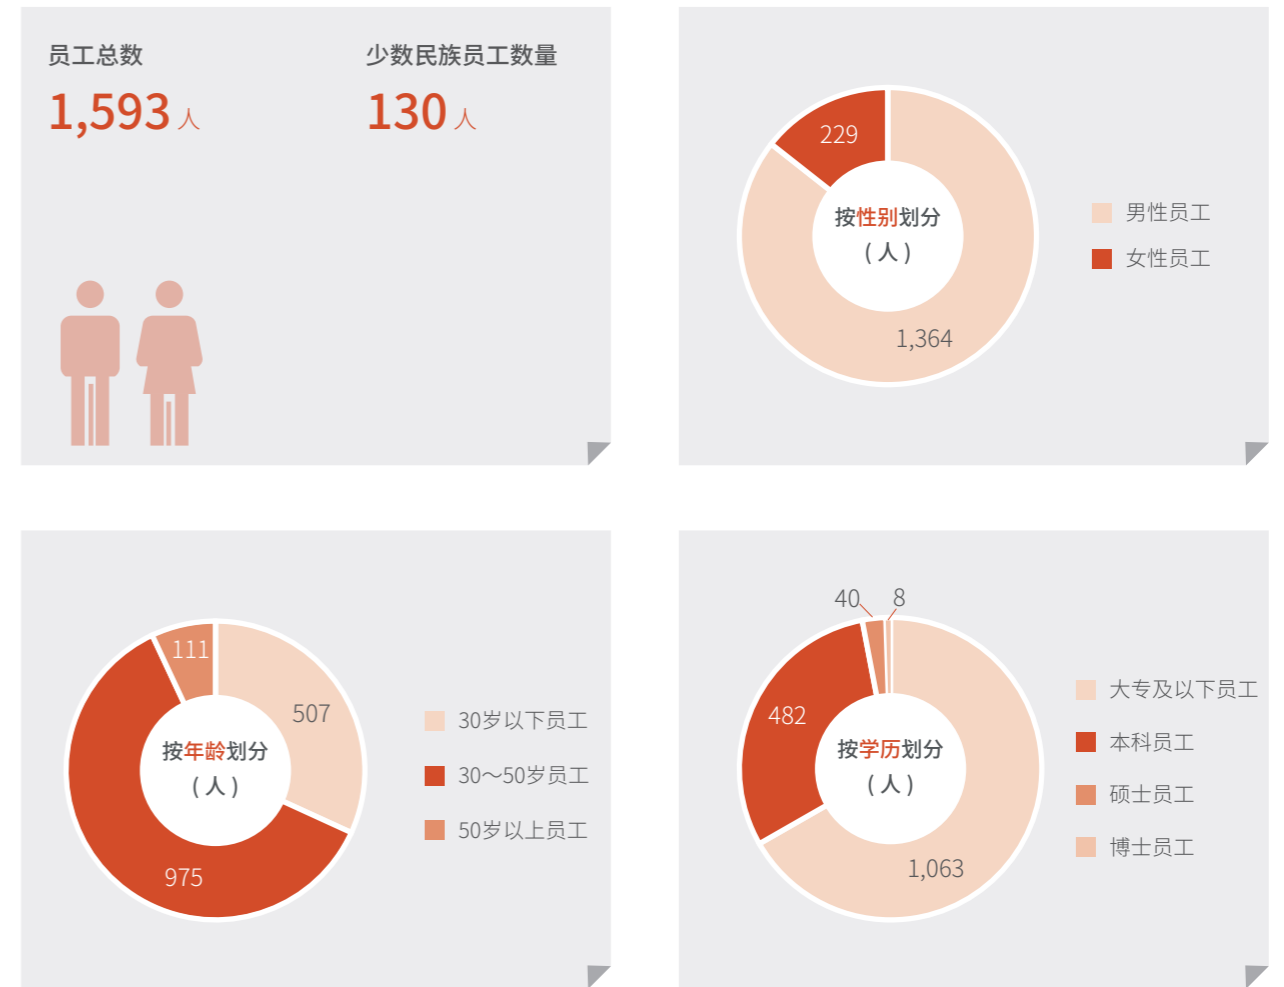 员工总数
1,593 人
少数民族员工数量
130 人
229
按性别划分
( 人 )
1,364
男性员工
女性员工
111
507
按年龄划分
( 人 )
975
30岁以下员工
30～50岁员工
50岁以上员工
40
8
482
按学历划分
( 人 )
1,063
大专及以下员工
本科员工
硕士员工
博士员工